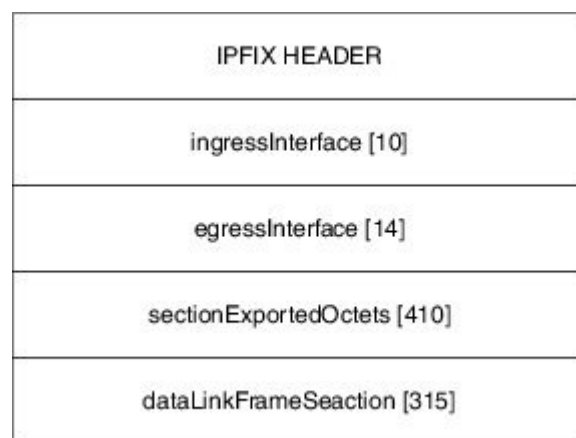 IPFIX HEADER
ingressInterface [10]
egressInterface [14]
sectionExportedOctets [410]
dataLinkFrameSeaction [315]